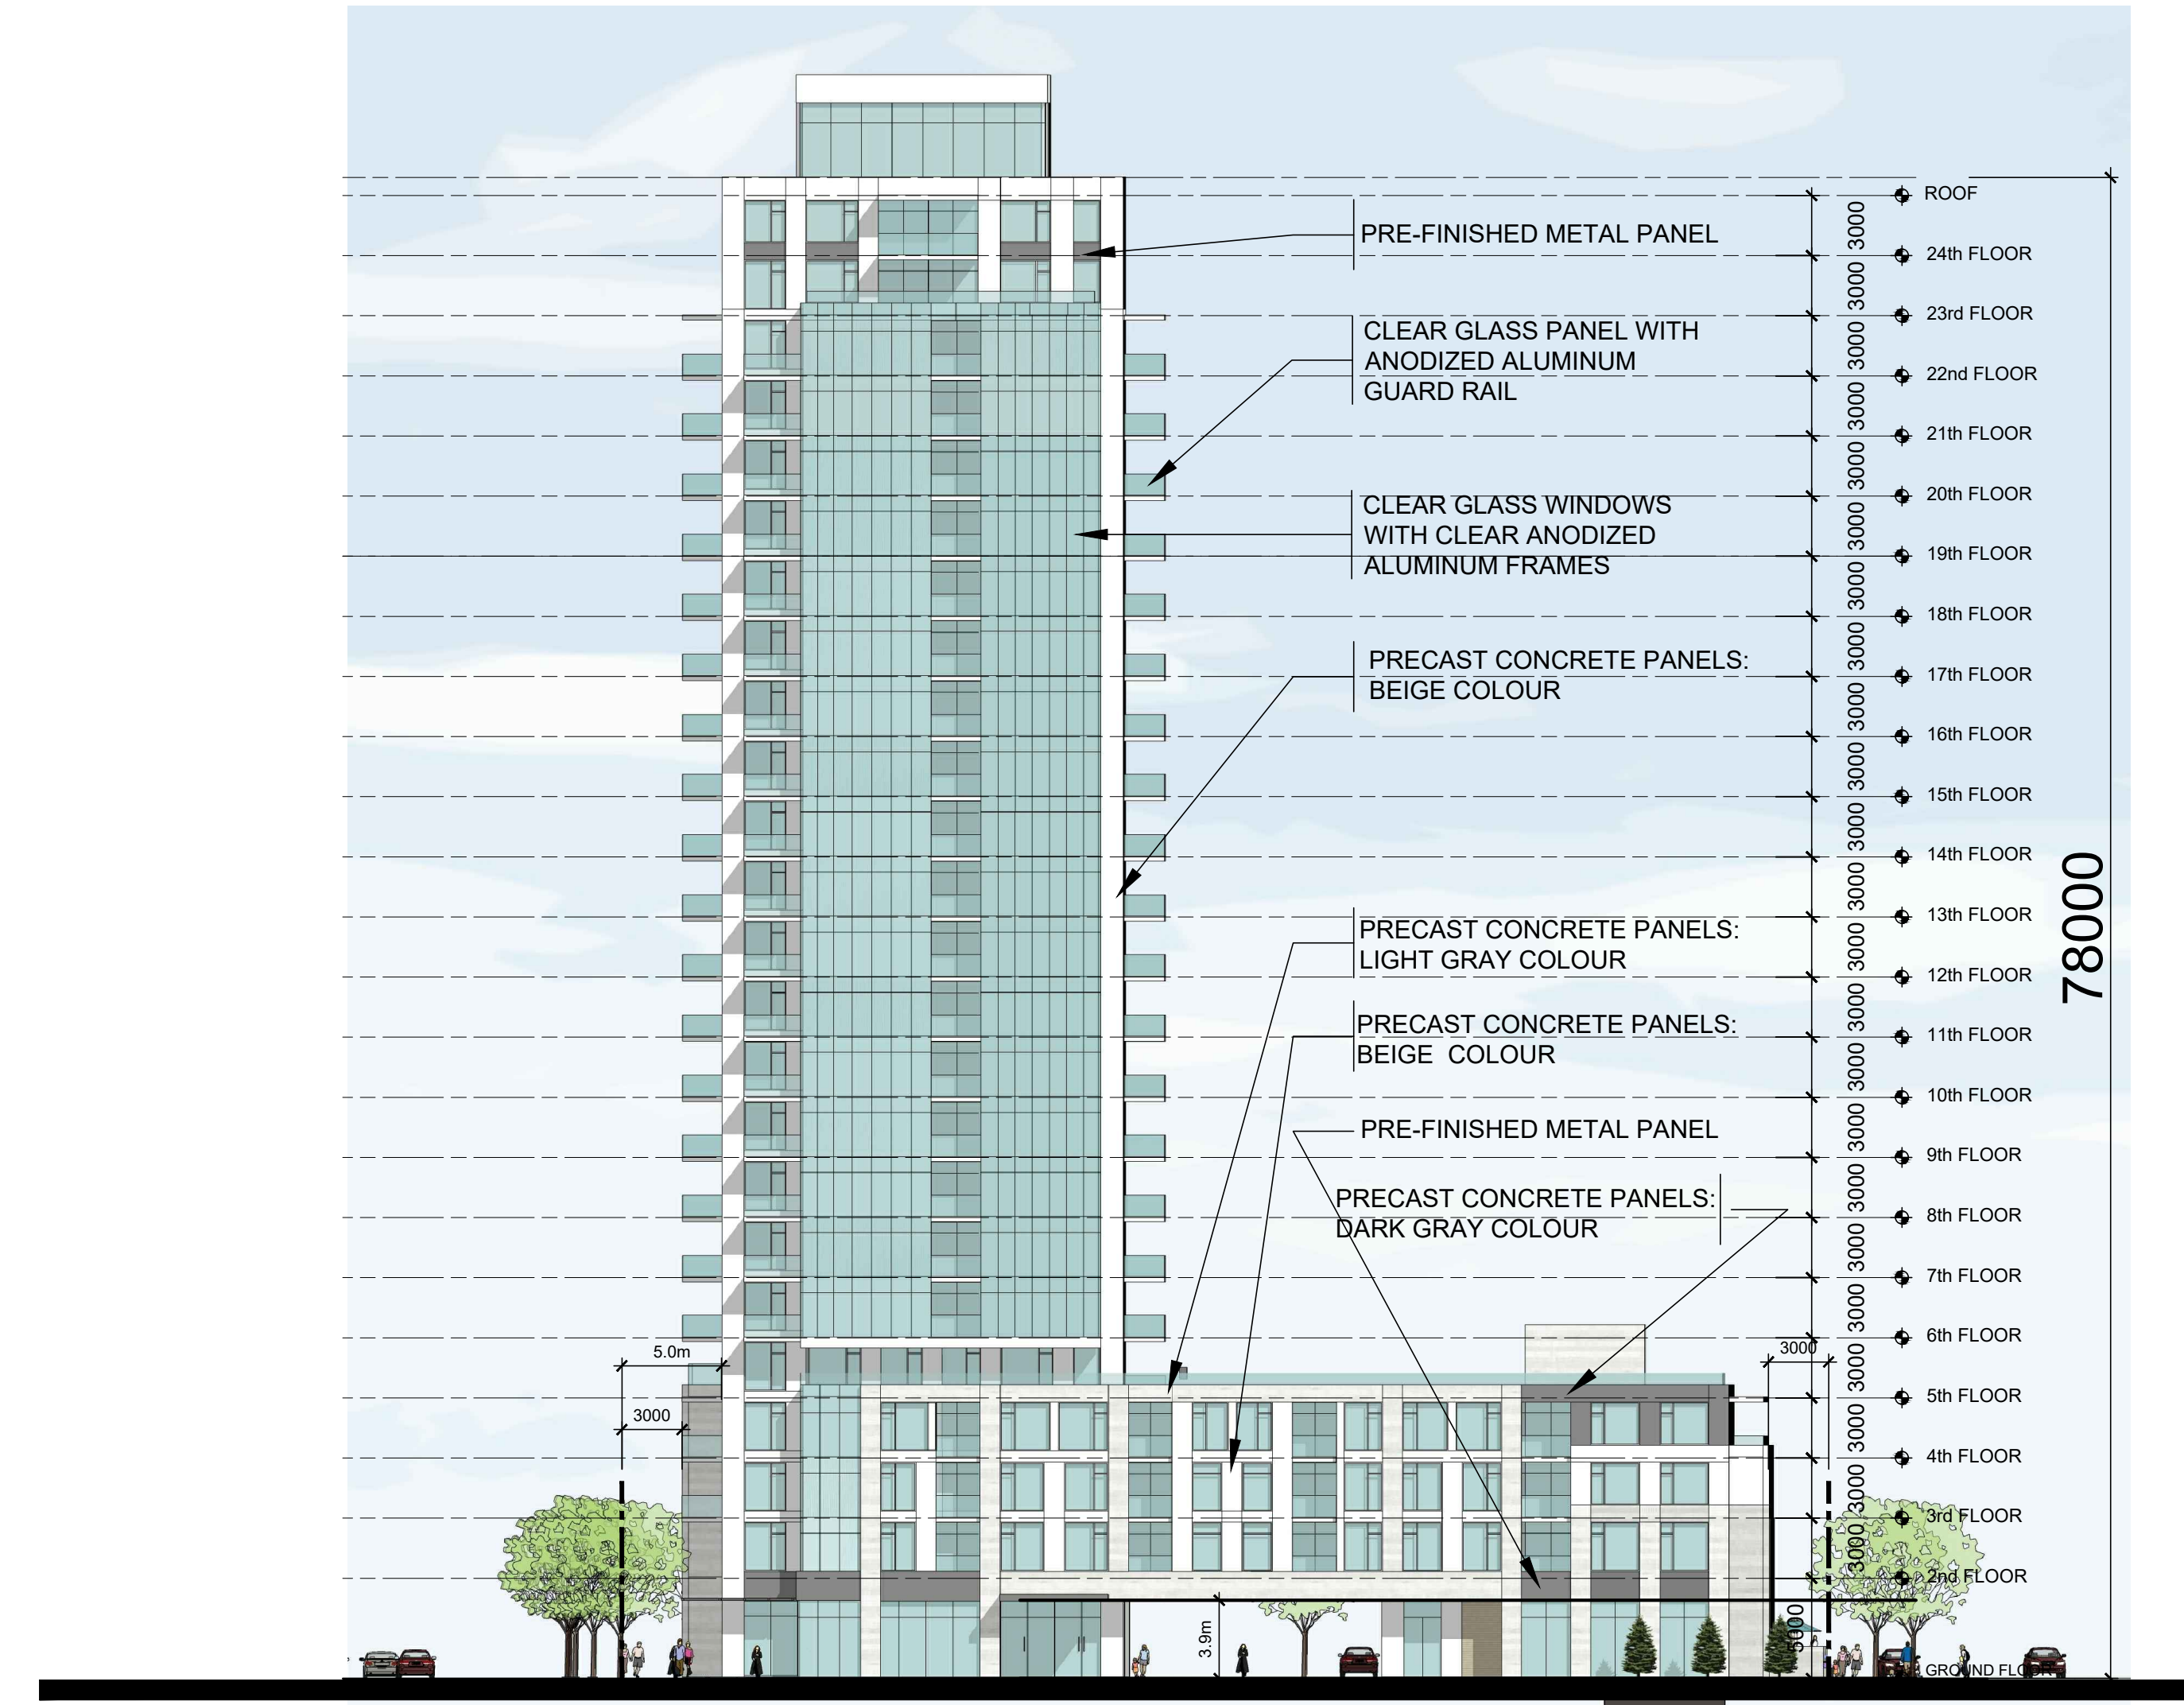 ROOF
3000
PRE-FINISHED METAL PANEL
24th FLOOR
3000
23rd FLOOR
CLEAR GLASS PANEL WITH
ANODIZED ALUMINUM
GUARD RAIL
3000
22nd FLOOR
3000
21th FLOOR
3000
20th FLOOR
CLEAR GLASS WINDOWS
WITH CLEAR ANODIZED
ALUMINUM FRAMES
3000
19th FLOOR
3000
18th FLOOR
3000
PRECAST CONCRETE PANELS:
BEIGE COLOUR
17th FLOOR
3000
16th FLOOR
3000
15th FLOOR
3000
14th FLOOR
3000
13th FLOOR
78000
PRECAST CONCRETE PANELS:
LIGHT GRAY COLOUR
3000
12th FLOOR
3000
PRECAST CONCRETE PANELS:
BEIGE COLOUR
11th FLOOR
3000
10th FLOOR
3000
PRE-FINISHED METAL PANEL
9th FLOOR
3000
PRECAST CONCRETE PANELS:
DARK GRAY COLOUR
8th FLOOR
3000
7th FLOOR
3000
6th FLOOR
5.0m
3000
3000
5th FLOOR
3000
3000
4th FLOOR
3000
3rd FLOOR
3000
2nd FLOOR
3.9m
5000
GROUND FLOOR